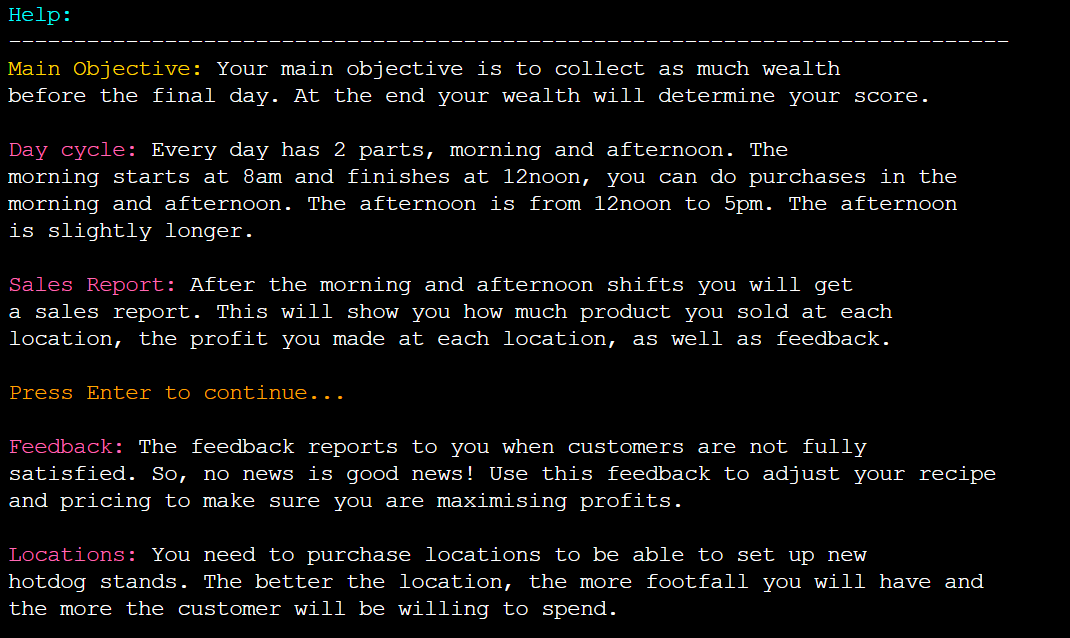 Help:
-----------------------------------------------------------------------------
Main Objective: Your main objective is to collect as much wealth
before the final day. At the end your wealth will determine your score.
Day cycle: Every day has 2 parts, morning and afternoon. The
morning starts at 8am and finishes at 12noon, you can do purchases in the
morning and afternoon. The afternoon is from 12noon to 5pm. The afternoon
is slightly longer.
Sales Report: After the morning and afternoon shifts you will get
a sales report. This will show you how much product you sold at each
location, the profit you made at each location, as well as feedback.
Press Enter to continue...
Feedback: The feedback reports to you when customers are not fully
satisfied. So, no news is good news! Use this feedback to adjust your recipe
and pricing to make sure you are maximising profits.
Locations: You need to purchase locations to be able to set up new
hotdog stands. The better the location, the more footfall you will have and
the more the customer will be willing to spend.